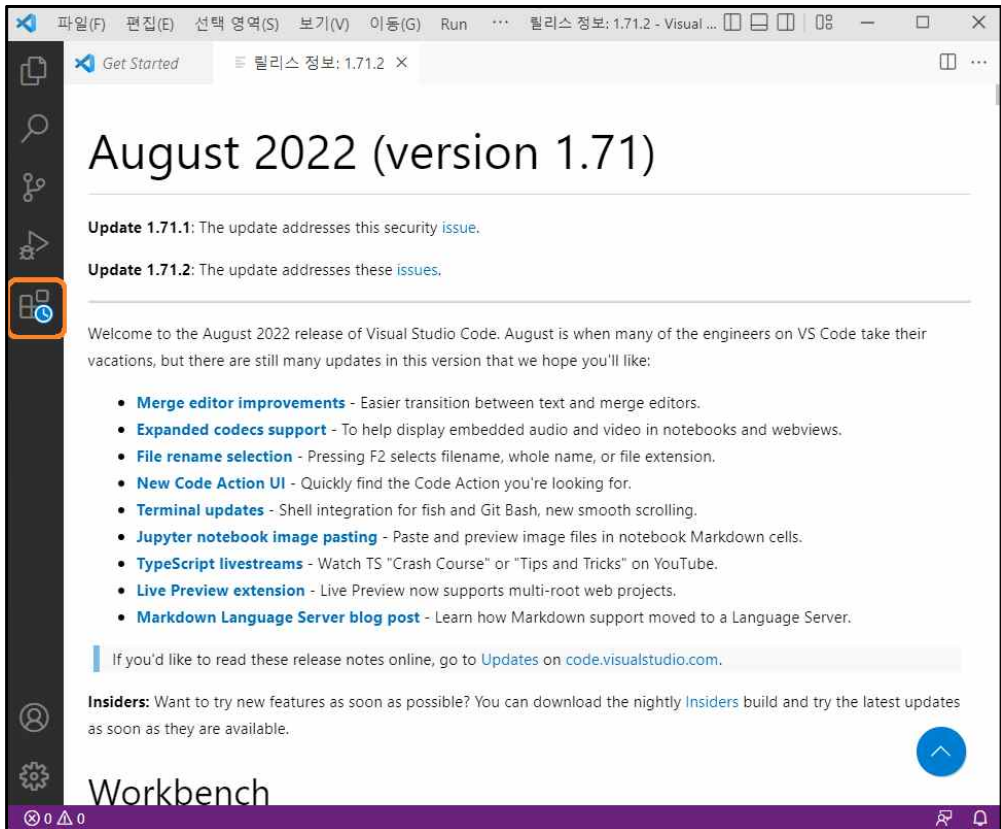 파일(F) 편집(E) 선택 영역(S) 보기(V) 이동(G) Run ··· 릴리스 정보: 1.71.2 - Visual ...
Get Started 릴리스 정보: 1.71.2
August 2022 (version 1.71)
Update 1.71.1: The update addresses this security issue.
Update 1.71.2: The update addresses these issues.
Welcome to the August 2022 release of Visual Studio Code. August is when many of the engineers on VS Code take their
vacations, but there are still many updates in this version that we hope you'll like:
• Merge editor improvements - Easier transition between text and merge editors.
• Expanded codecs support - To help display embedded audio and video in notebooks and webviews.
• File rename selection - Pressing F2 selects filename, whole name, or file extension.
• New Code Action UI - Quickly find the Code Action you're looking for.
• Terminal updates - Shell integration for fish and Git Bash, new smooth scrolling.
• Jupyter notebook image pasting - Paste and preview image files in notebook Markdown cells.
• TypeScript livestreams - Watch TS "Crash Course" or "Tips and Tricks" on YouTube.
• Live Preview extension - Live Preview now supports multi-root web projects.
• Markdown Language Server blog post - Learn how Markdown support moved to a Language Server.
If you'd like to read these release notes online, go to Updates on code.visualstudio.com.
Insiders: Want to try new features as soon as possible? You can download the nightly Insiders build and try the latest updates
as soon as they are available.
Workbench
0 0